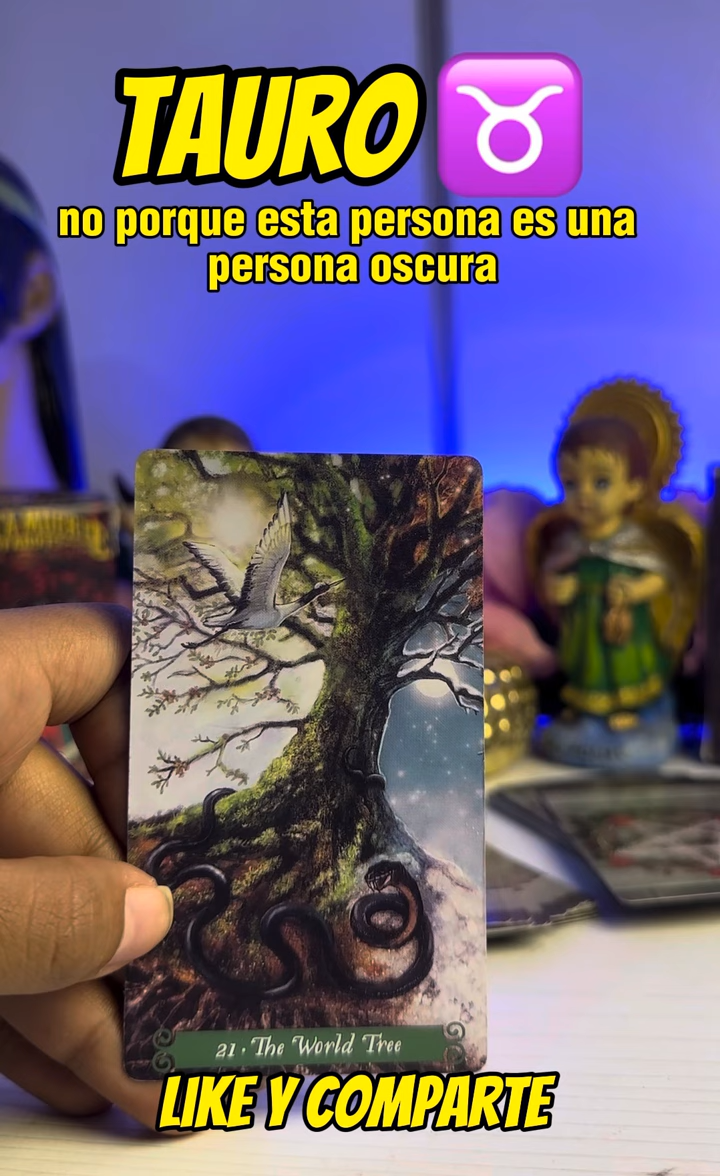 TAURO
no porque esta persona es una
persona oscura
21 · The World Tree
LIKE Y COMPARTE